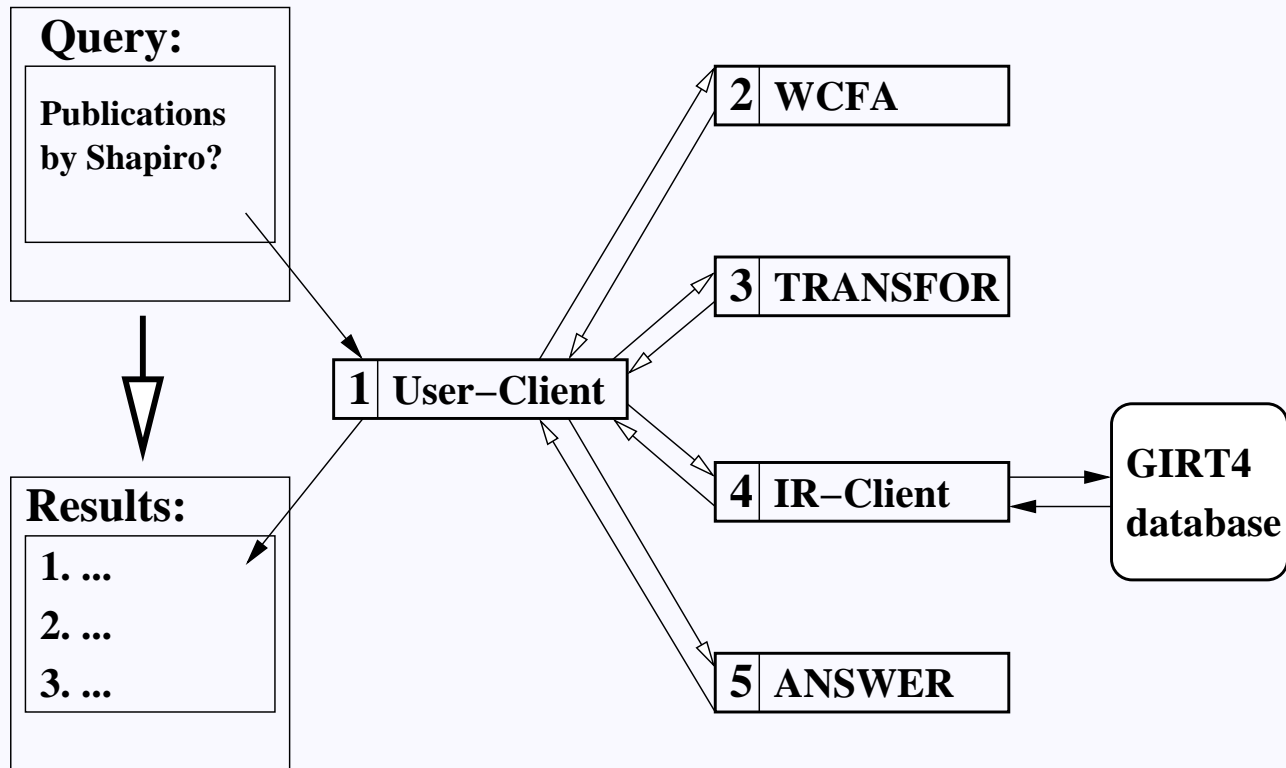 Query:
Publications
by Shapiro?
2 WCFA
3 TRANSFOR
1 User–Client
4 IR–Client
GIRT4
database
Results:
1. ...
2. ...
3. ...
5 ANSWER